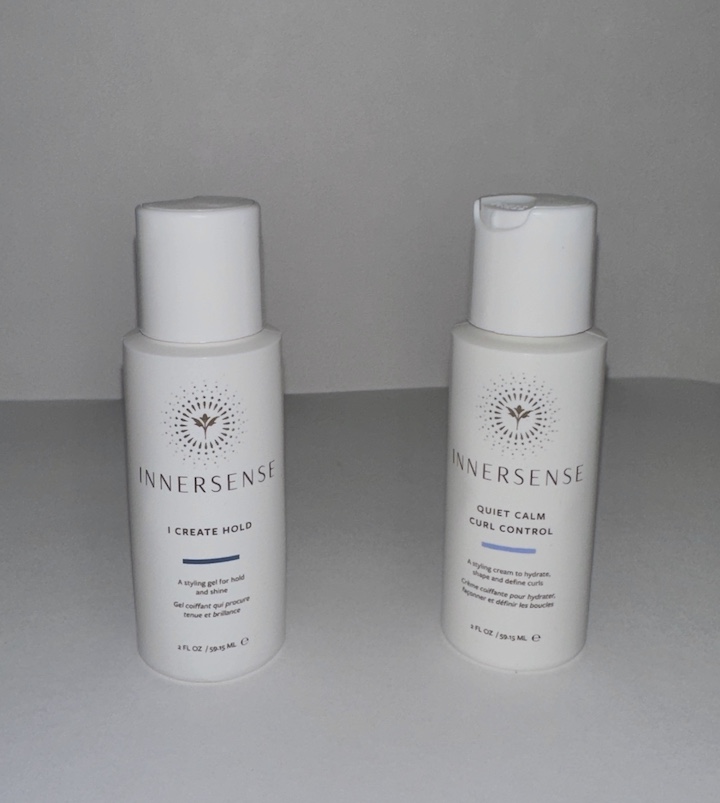 INNERSENSE
I CREATE HOLD
A styling gel for hold
and shine
Gel coiffant qui procure
tenue et brillance
2 FL OZ / 59.15 ML ℮
INNERSENSE
QUIET CALM
CURL CONTROL
A styling cream to hydrate,
shape and define curls
Crème coiffante pour hydrater,
façonner et définir les boucles
2 FL OZ / 59.15 ML ℮